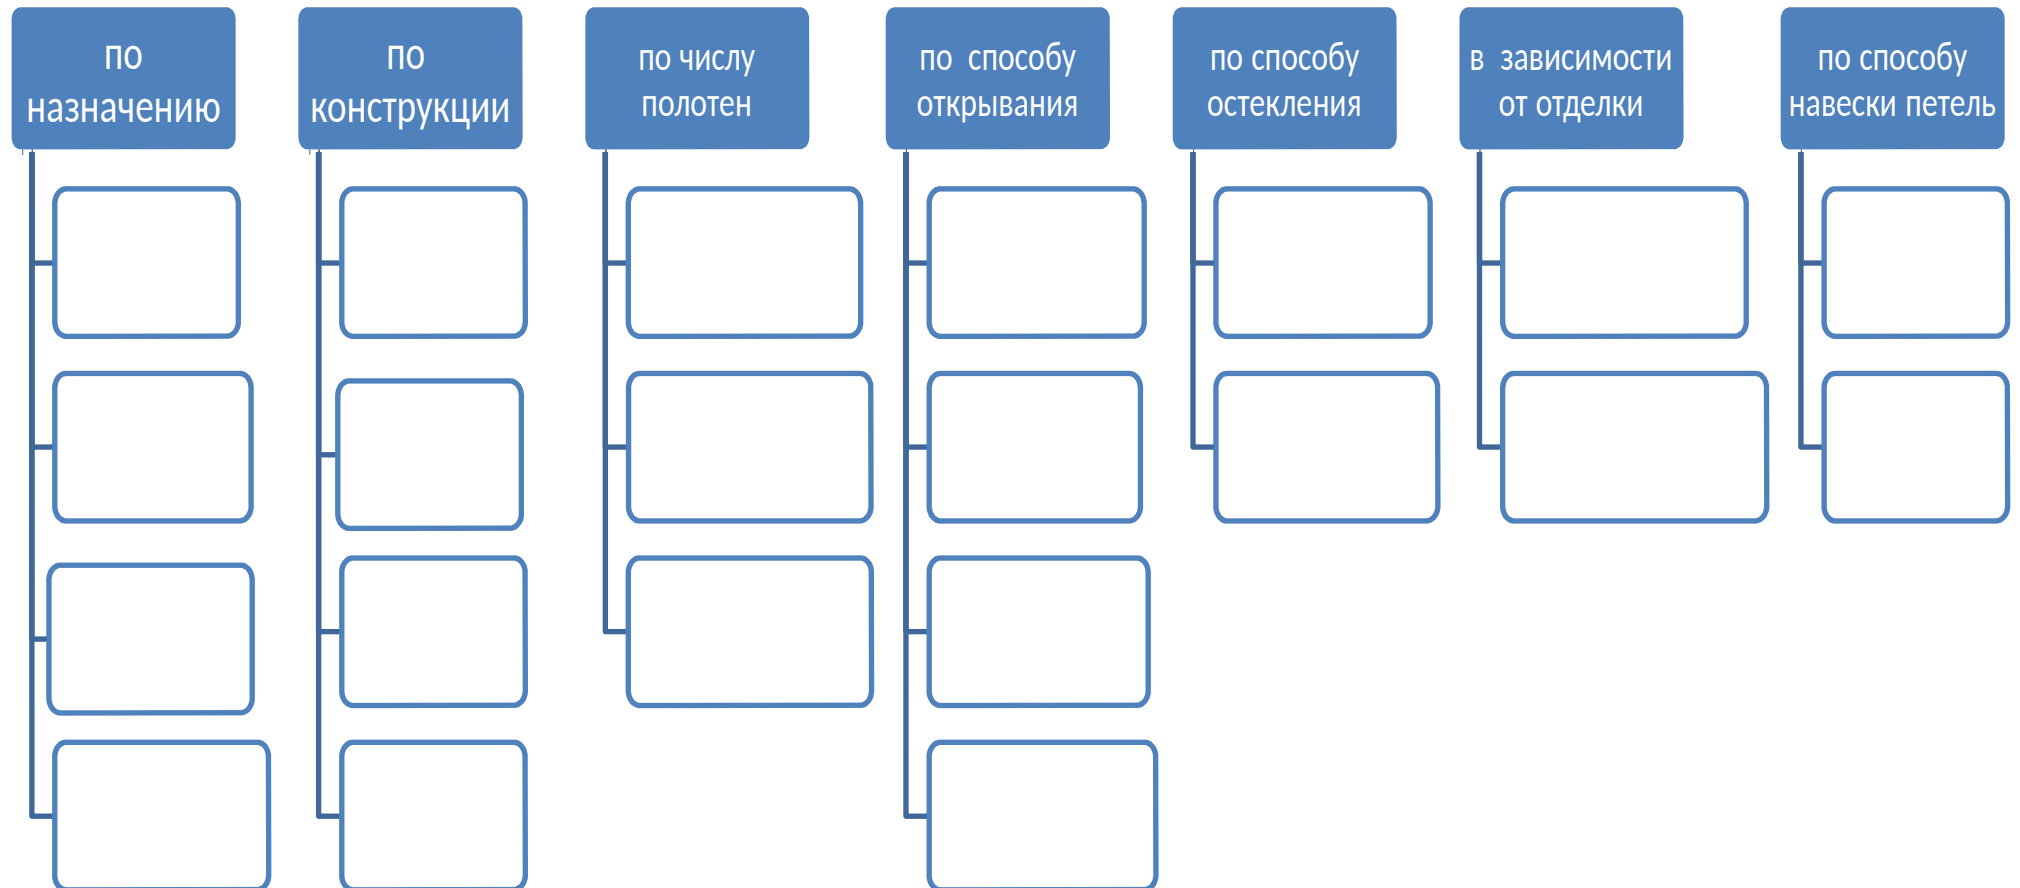 по
назначению
по
конструкции
по числу
полотен
по способу
открывания
по способу
остекления
в зависимости
от отделки
по способу
навески петель